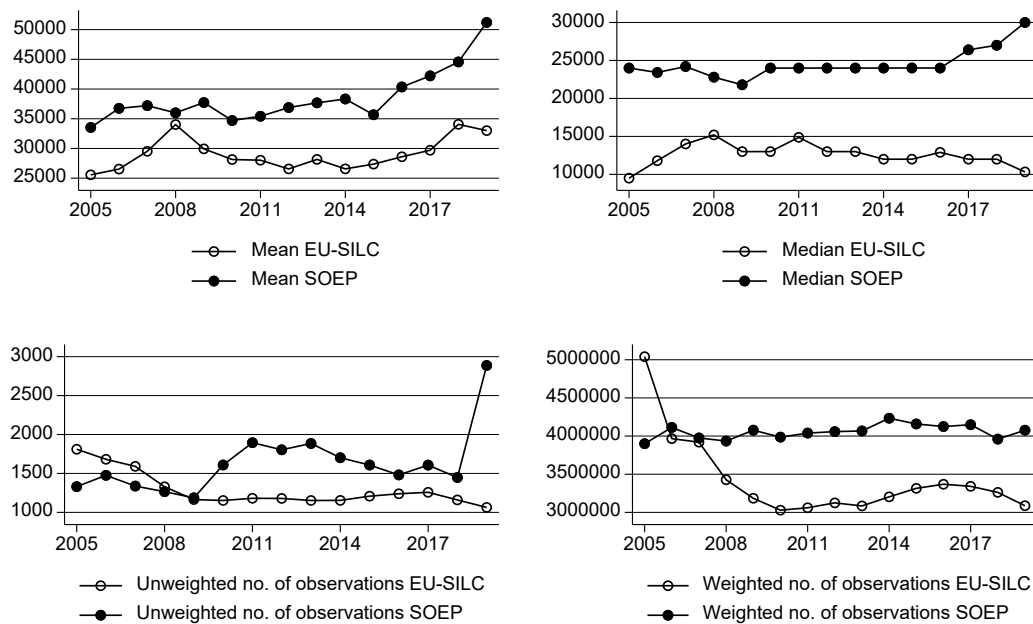 50000
45000
40000
35000
30000
25000
2005 2008 2011 2014 2017
Mean EU-SILC
Mean SOEP
30000
25000
20000
15000
10000
2005 2008 2011 2014 2017
Median EU-SILC
Median SOEP
3000
2500
2000
1500
1000
2005 2008 2011 2014 2017
Unweighted no. of observations EU-SILC
Unweighted no. of observations SOEP
5000000
4500000
4000000
3500000
3000000
2005 2008 2011 2014 2017
Weighted no. of observations EU-SILC
Weighted no. of observations SOEP